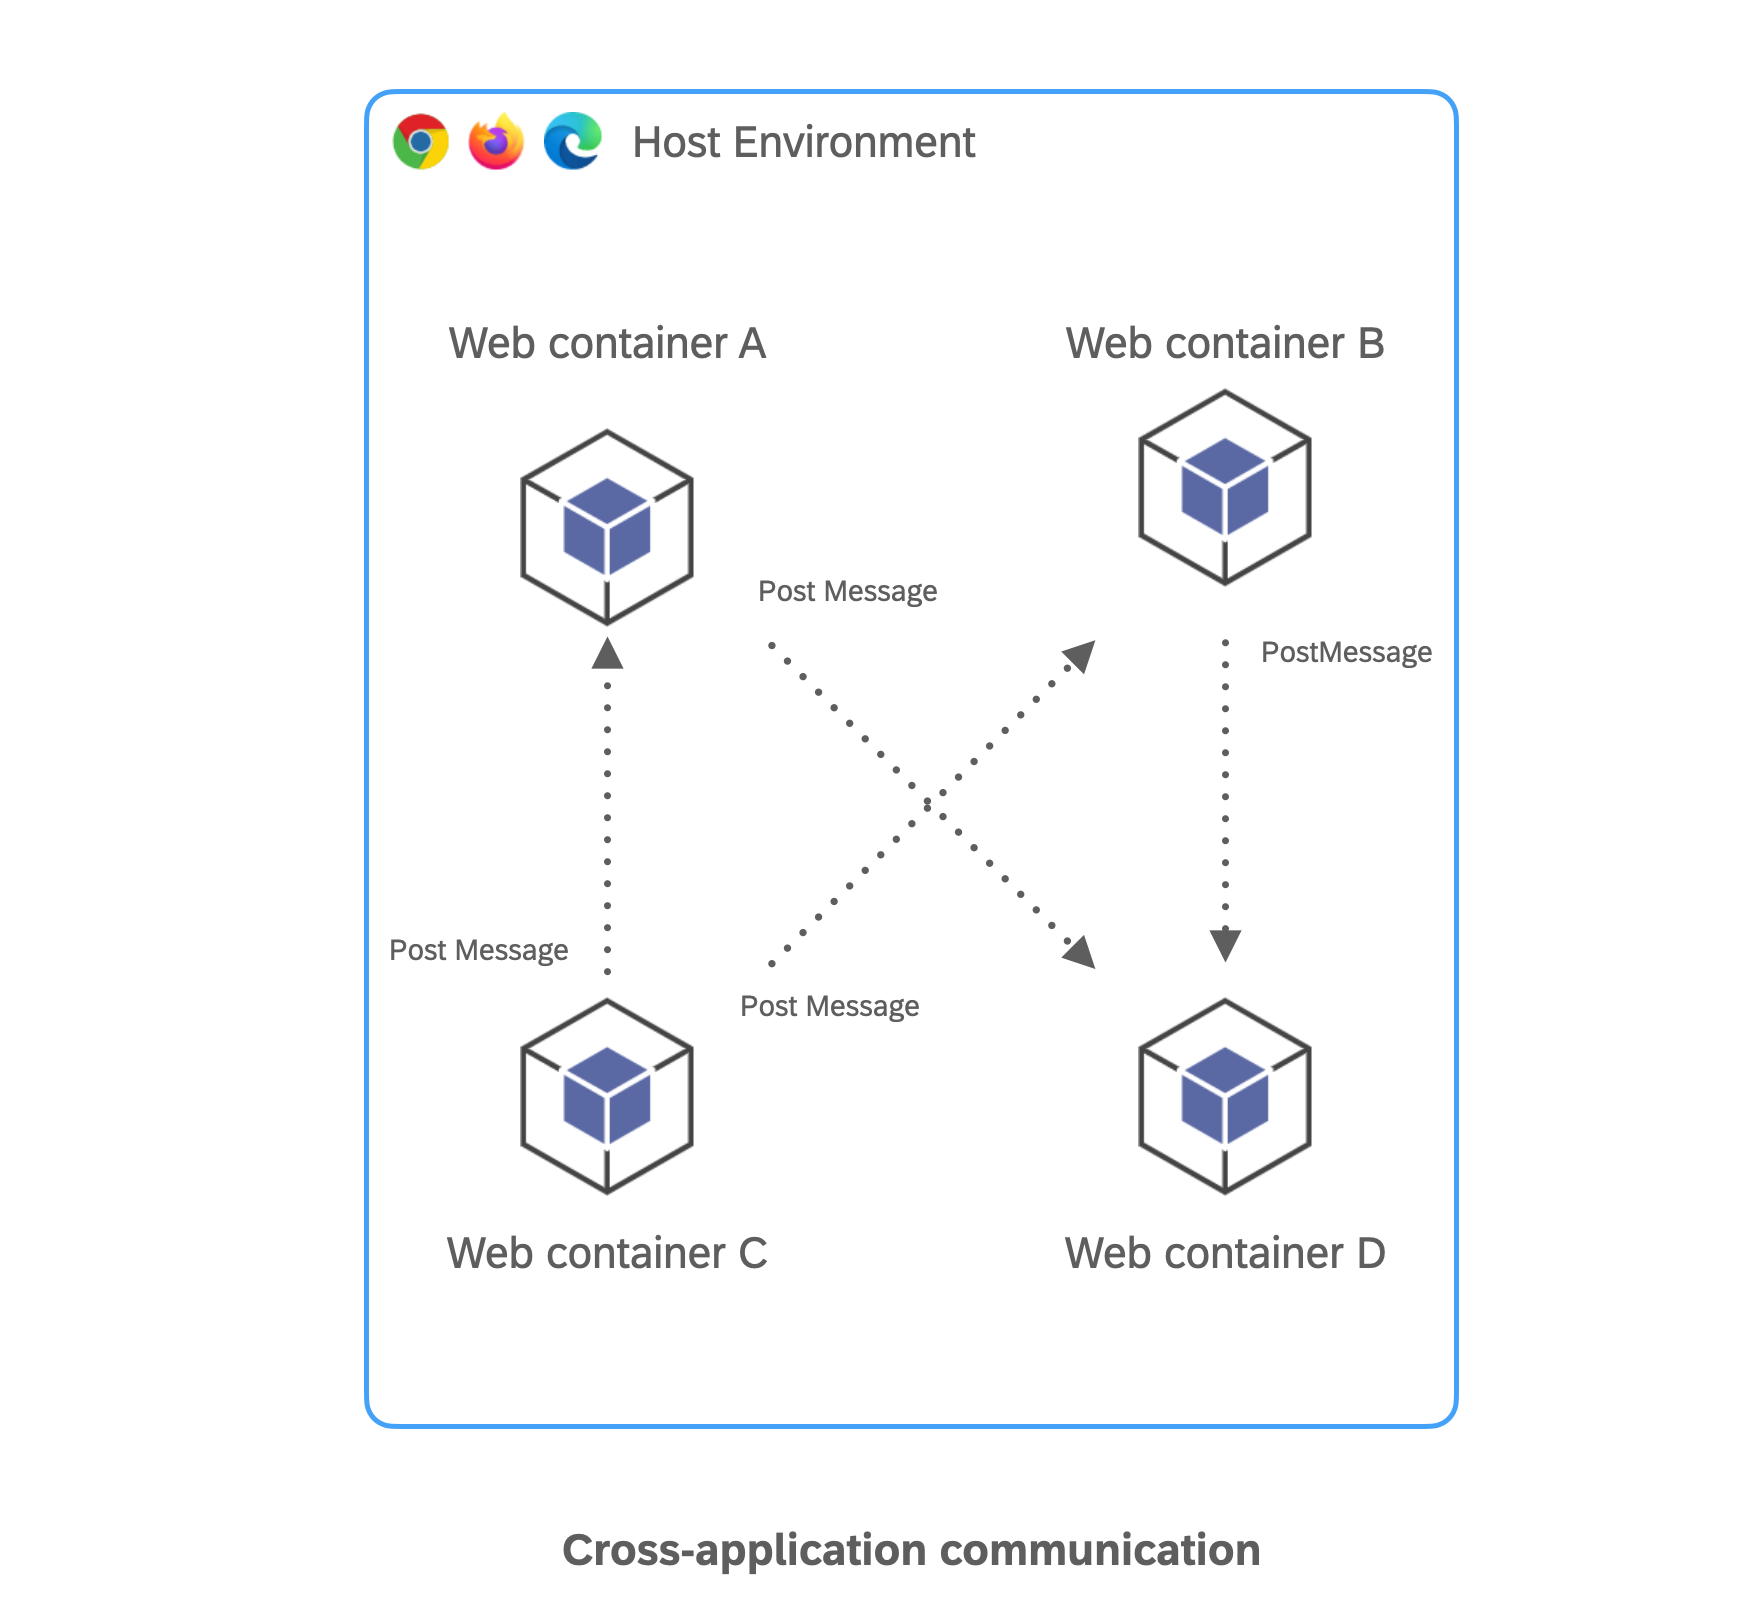 Host Environment
Web container A
Web container B
Post Message
PostMessage
Post Message
Post Message
Web container C
Web container D
Cross-application communication